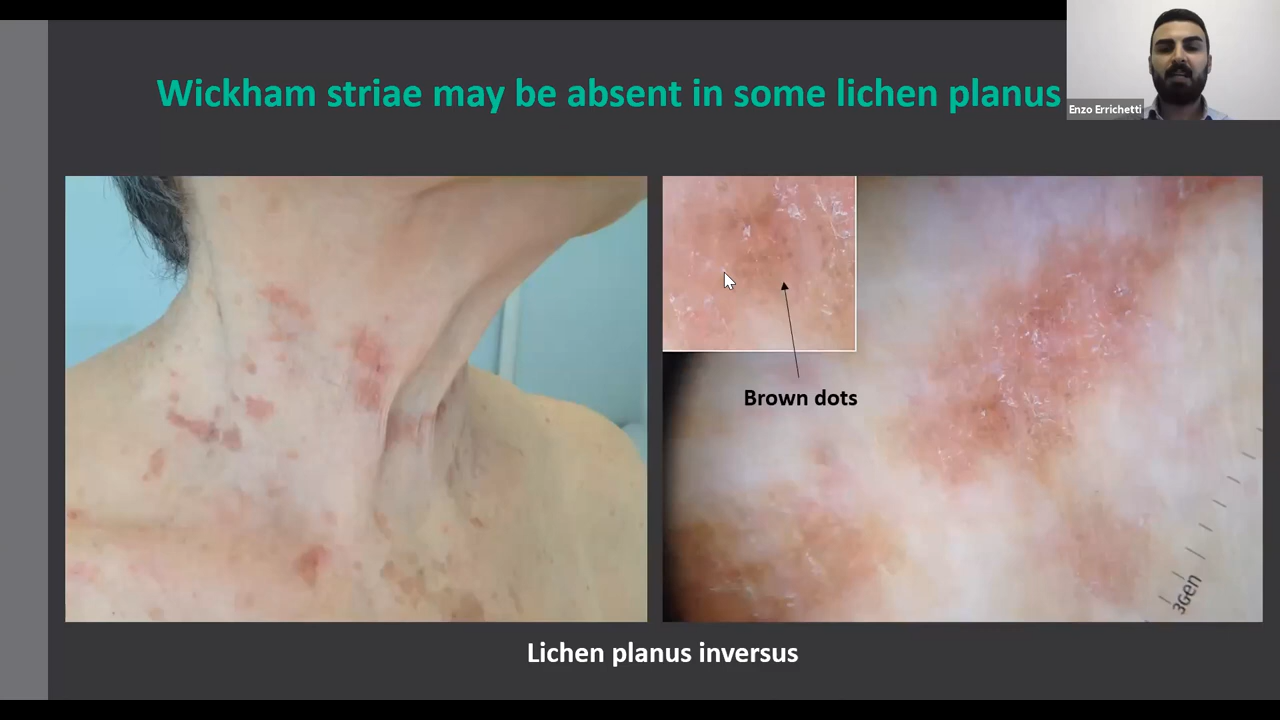 Wickham striae may be absent in some lichen planus
Enzo Errichetti
Brown dots
3Gen
Lichen planus inversus